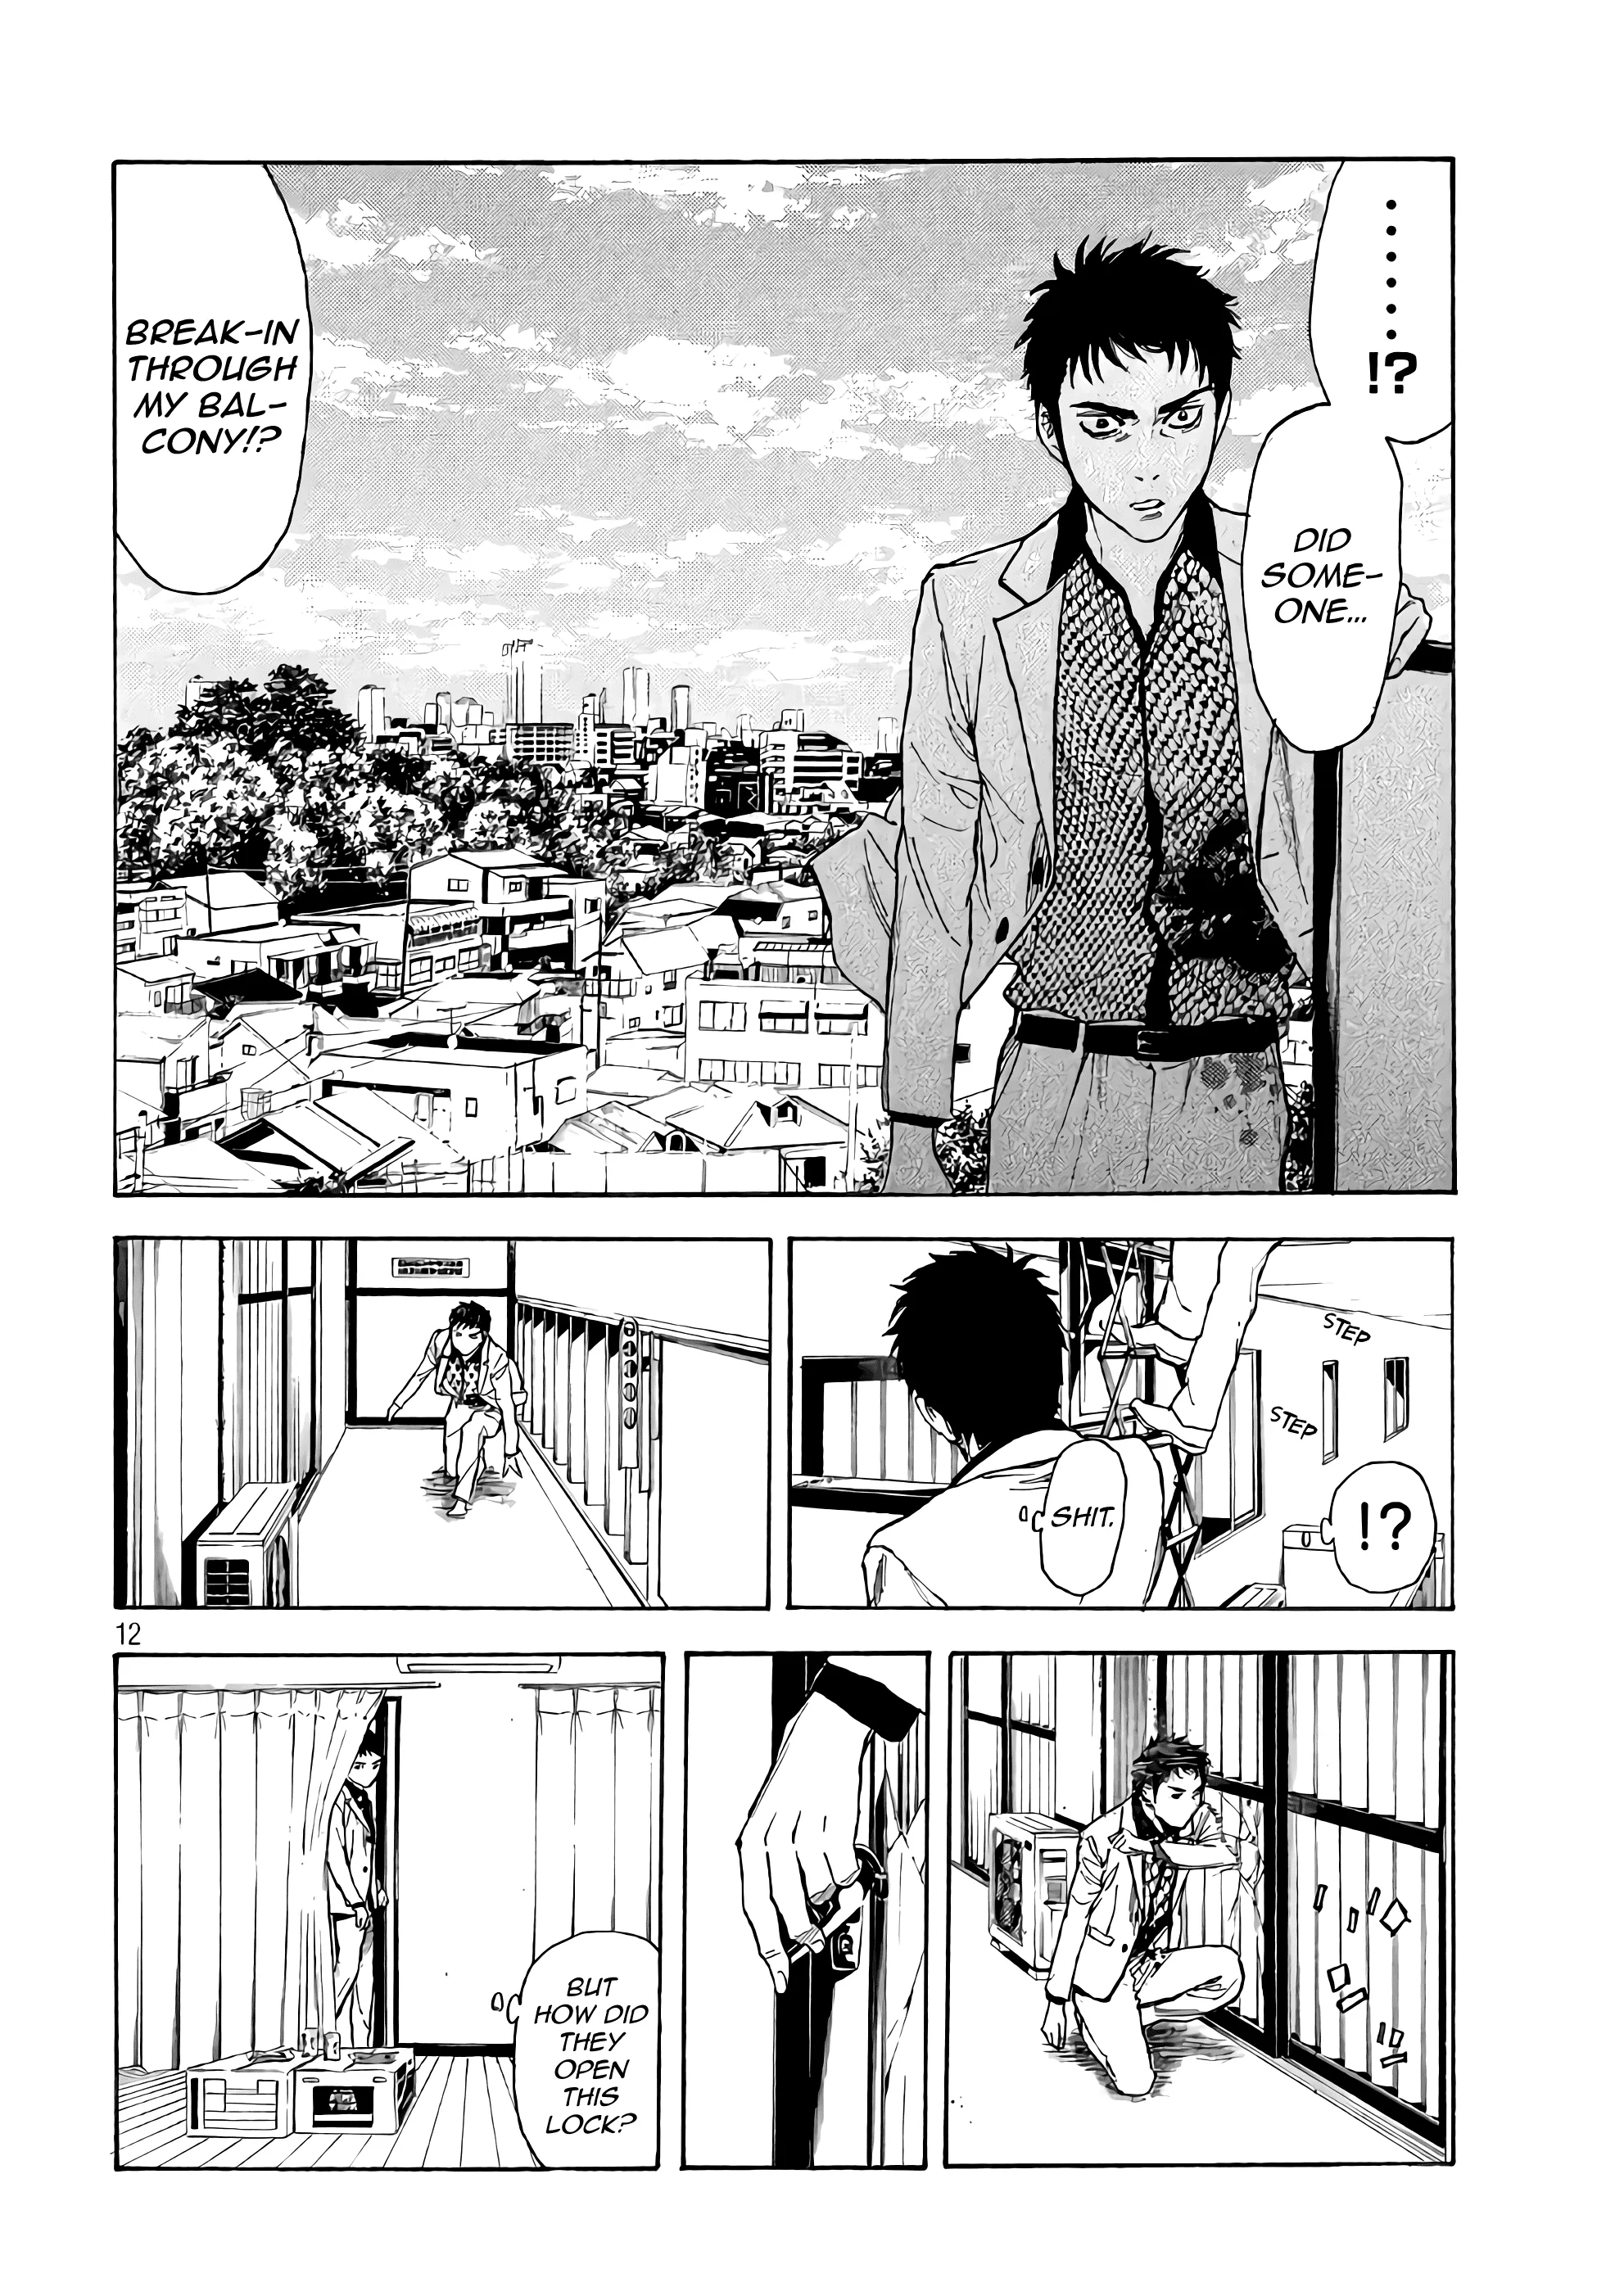 !?
DID
SOME-
ONE...
BREAK-IN
THROUGH
MY BAL-
CONY!?
STEP
STEP
!?
SHIT.
12
BUT
HOW DID
THEY
OPEN
THIS
LOCK?